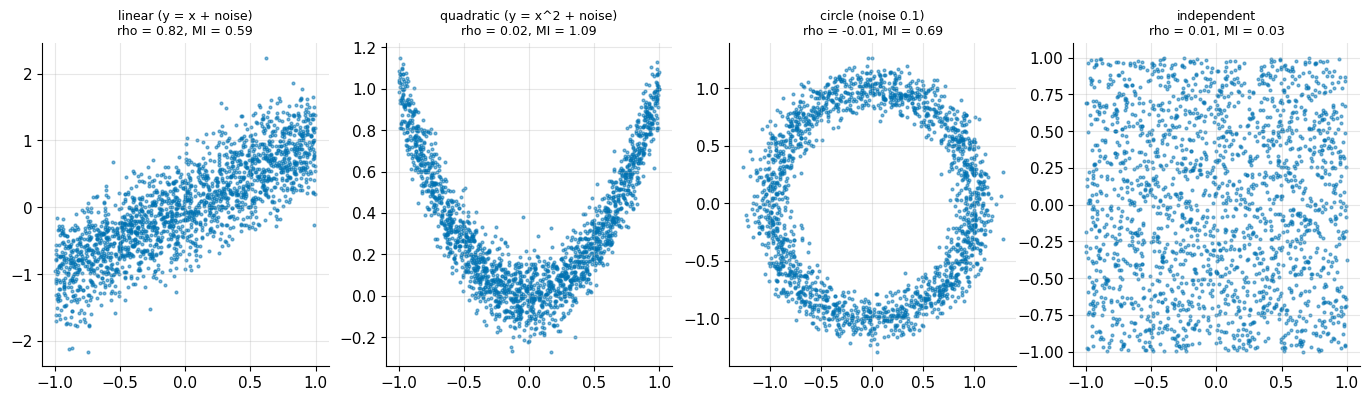 linear (y = x + noise)
rho = 0.82, MI = 0.59
2
1
0
−1
−2
−1.0 −0.5 0.0 0.5 1.0
quadratic (y = x^2 + noise)
rho = 0.02, MI = 1.09
1.2
1.0
0.8
0.6
0.4
0.2
0.0
−0.2
−1.0 −0.5 0.0 0.5 1.0
circle (noise 0.1)
rho = -0.01, MI = 0.69
1.0
0.5
0.0
−0.5
−1.0
−1.0 −0.5 0.0 0.5 1.0
independent
rho = 0.01, MI = 0.03
1.00
0.75
0.50
0.25
0.00
−0.25
−0.50
−0.75
−1.00
−1.0 −0.5 0.0 0.5 1.0